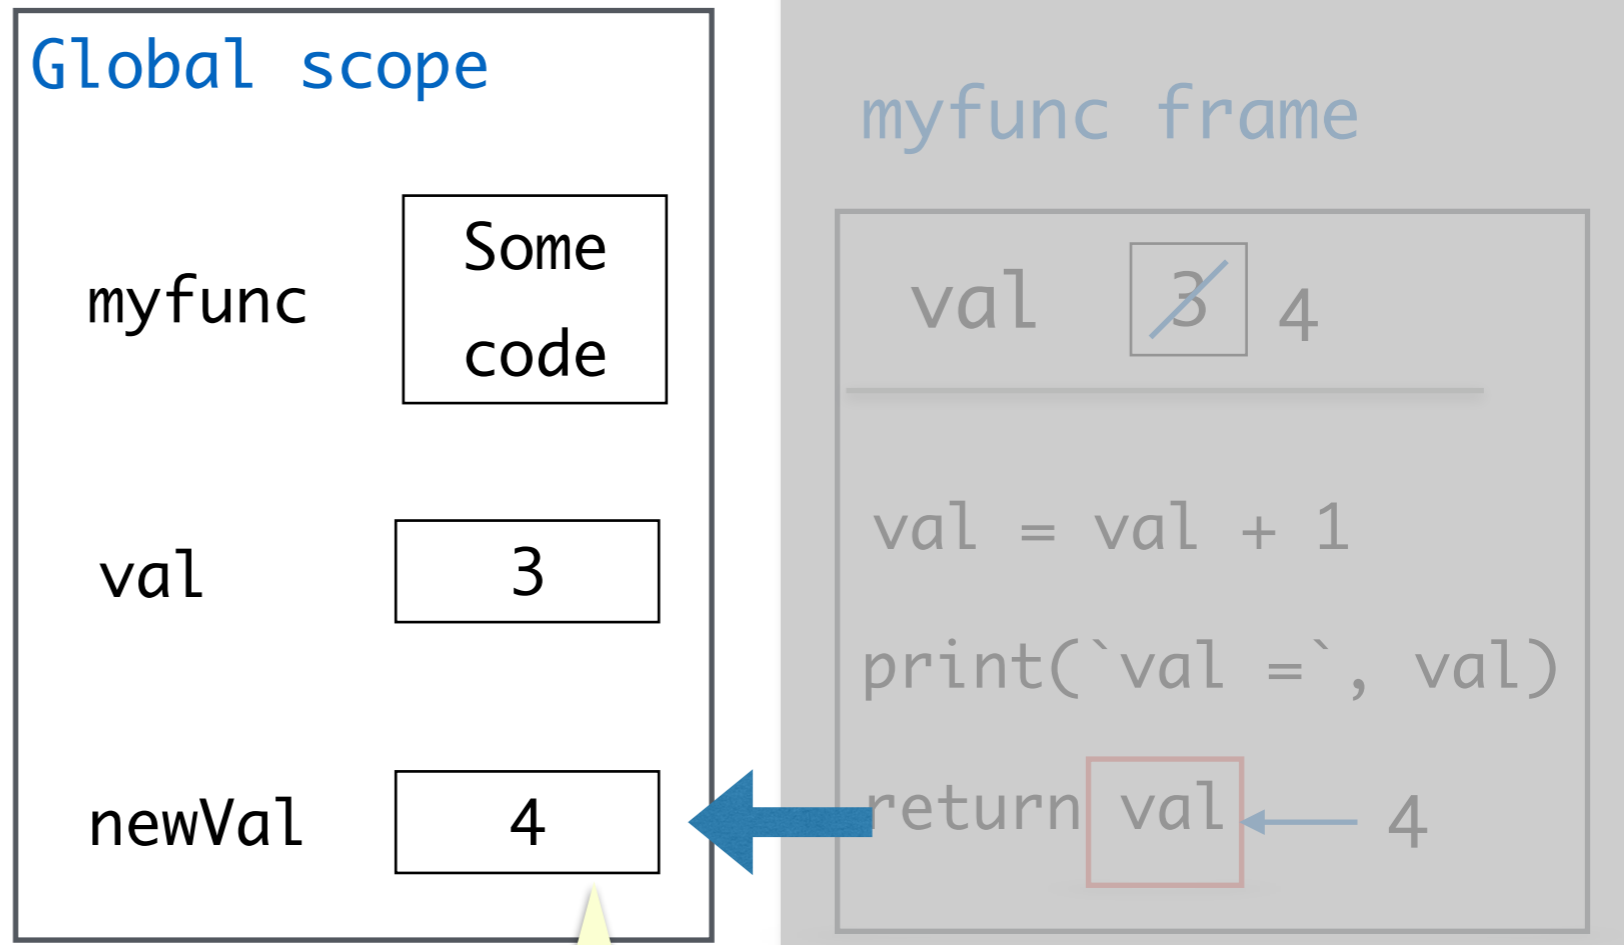 Global scope
myfunc
Some
code
val
3
newVal
4
myfunc frame
val 3 4
val = val + 1
print(`val =`, val)
return val 4